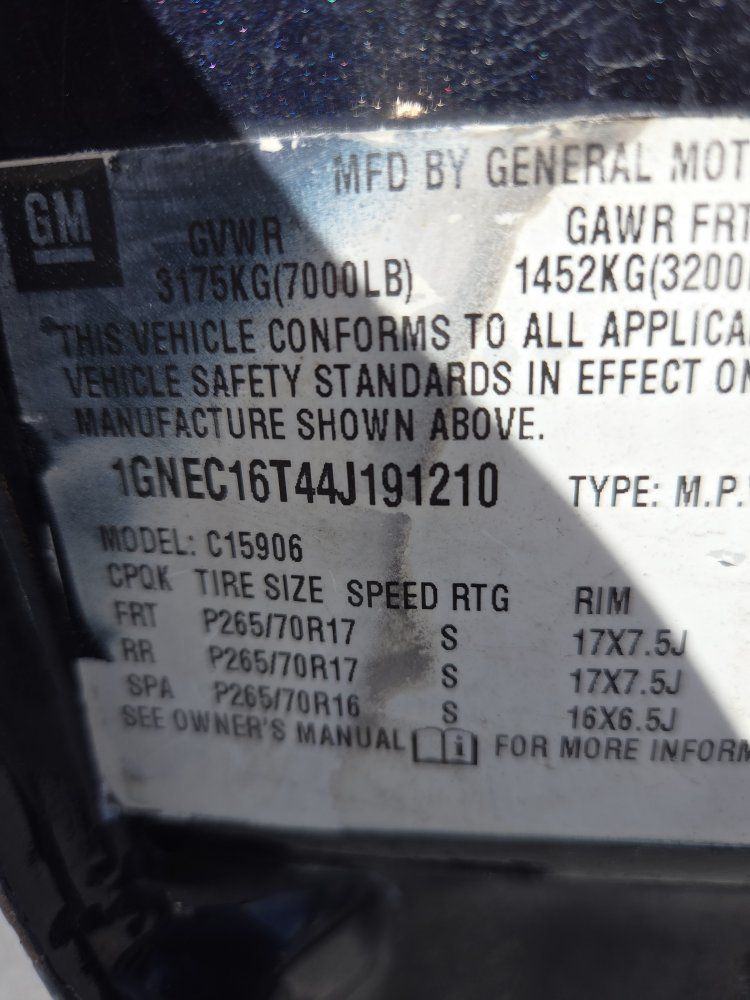 GM
MFD BY GENERAL MOT
GVWR GAWR FRT
3175KG(7000LB) 1452KG(3200
THIS VEHICLE CONFORMS TO ALL APPLICA
VEHICLE SAFETY STANDARDS IN EFFECT ON
MANUFACTURE SHOWN ABOVE.
1GNEC16T44J191210 TYPE: M.P.
MODEL: C15906
CPQK TIRE SIZE SPEED RTG RIM
FRT P265/70R17 S 17X7.5J
RR P265/70R17 S 17X7.5J
SPA P265/70R16 S 16X6.5J
SEE OWNER'S MANUAL i FOR MORE INFORM